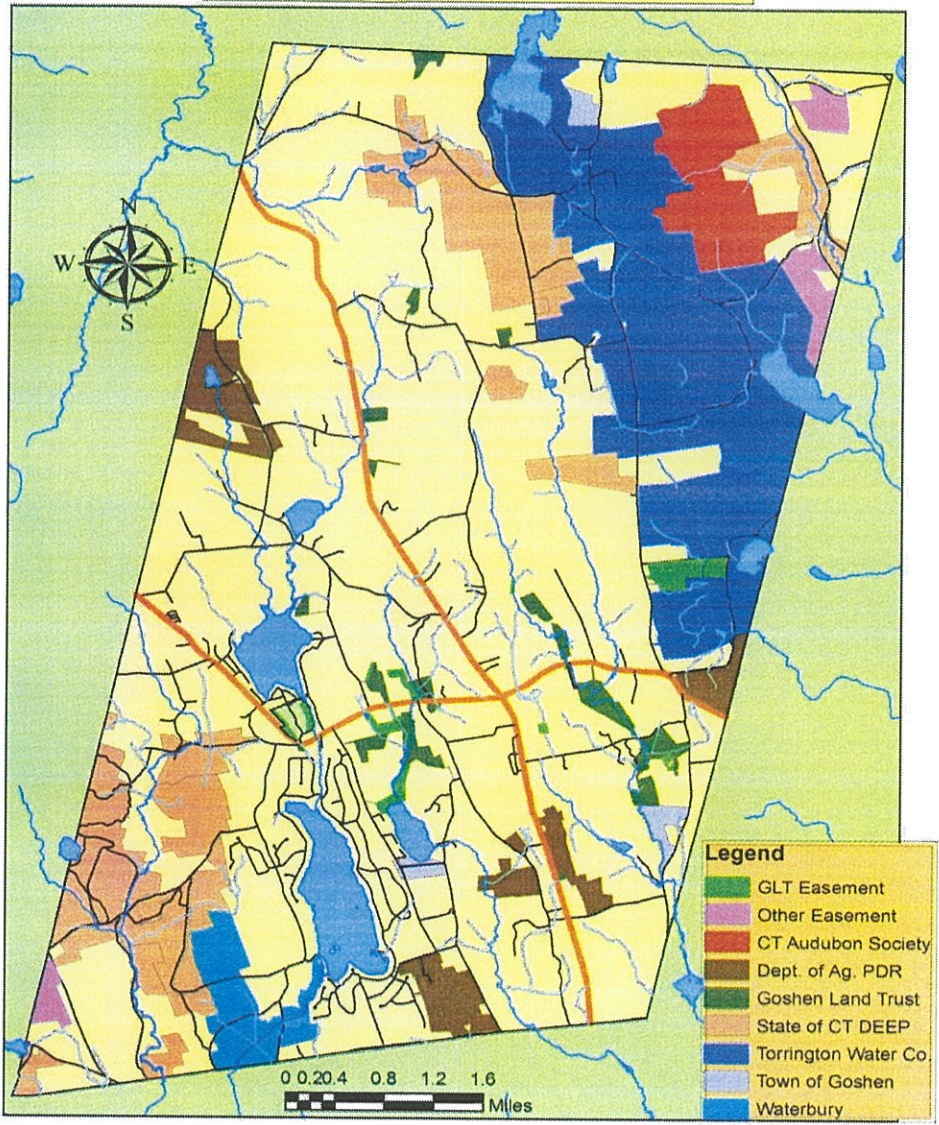 N
W E
S
Legend
GLT Easement
Other Easement
CT Audubon Society
Dept. of Ag. PDR
Goshen Land Trust
State of CT DEEP
Torrington Water Co.
Town of Goshen
Waterbury
0 0.20.4 0.8 1.2 1.6
Miles